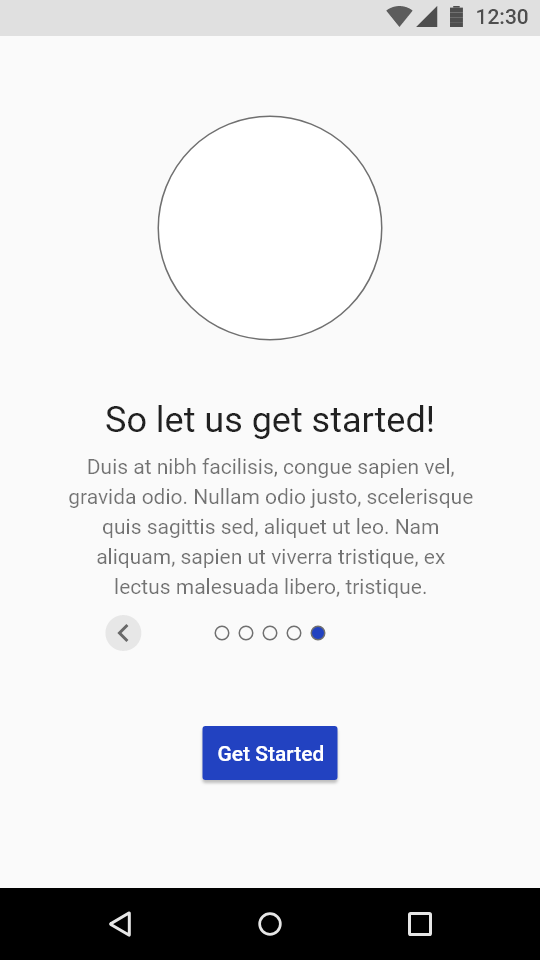 12:30
So let us get started!
Duis at nibh facilisis, congue sapien vel,
gravida odio. Nullam odio justo, scelerisque
quis sagittis sed, aliquet ut leo. Nam
aliquam, sapien ut viverra tristique, ex
lectus malesuada libero, tristique.
Get Started